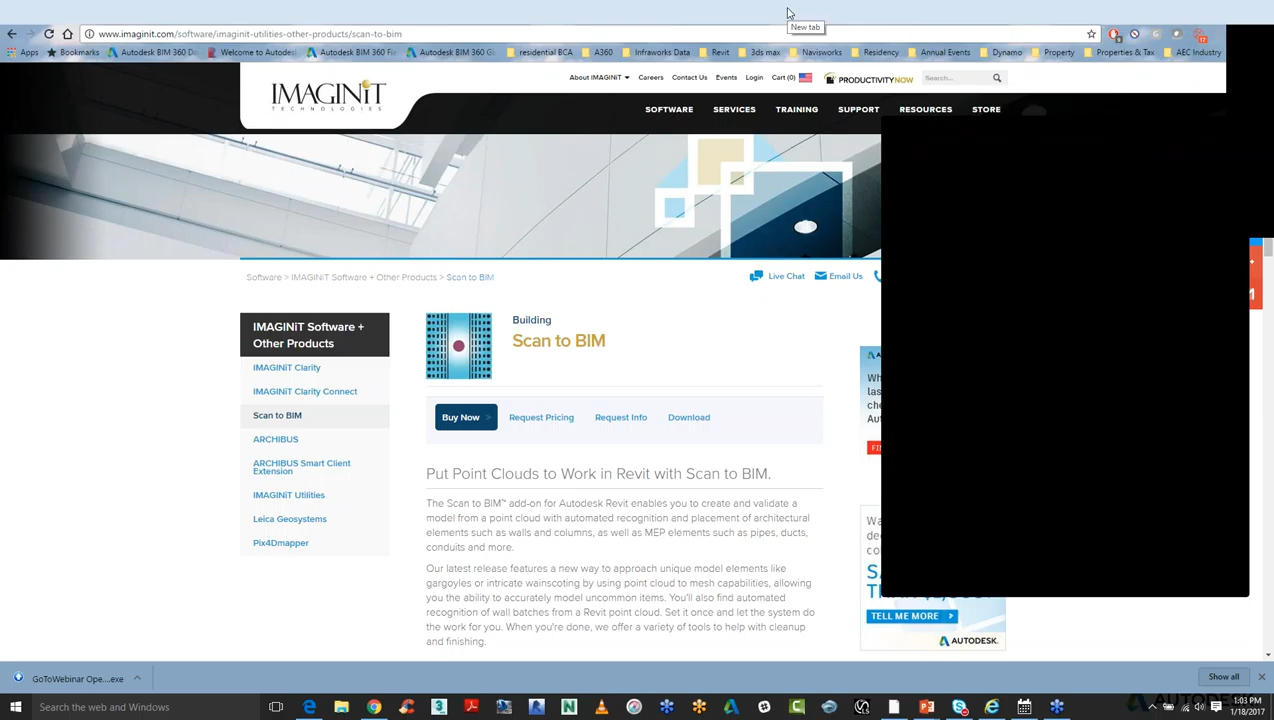 New tab
www.imaginit.com/software/imaginit-utilities-other-products/scan-to-bim
Apps Bookmarks Autodesk BIM 360 D Welcome to Autodes Autodesk BIM 360 Fi Autodesk BIM 360 Gl residential BCA A360 Infraworks Data Revit 3ds max Navisworks Residency Annual Events Dynamo Property Properties & Tax AEC Industry
About IMAGINiT Careers Contact Us Events Login Cart (0) PRODUCTIVITYNOW Search...
IMAGINiT
TECHNOLOGIES
SOFTWARE SERVICES TRAINING SUPPORT RESOURCES STORE
Software > IMAGINiT Software + Other Products > Scan to BIM
Live Chat Email Us
IMAGINiT Software +
Other Products
IMAGINiT Clarity
IMAGINiT Clarity Connect
Scan to BIM
ARCHIBUS
ARCHIBUS Smart Client
Extension
IMAGINiT Utilities
Leica Geosystems
Pix4Dmapper
Building
Scan to BIM
Buy Now > Request Pricing Request Info Download
Put Point Clouds to Work in Revit with Scan to BIM.
The Scan to BIM™ add-on for Autodesk Revit enables you to create and validate a
model from a point cloud with automated recognition and placement of architectural
elements such as walls and columns, as well as MEP elements such as pipes, ducts,
conduits and more.
Our latest release features a new way to approach unique model elements like
gargoyles or intricate wainscoting by using point cloud to mesh capabilities, allowing
you the ability to accurately model uncommon items. You'll also find automated
recognition of wall batches from a Revit point cloud. Set it once and let the system do
the work for you. When you're done, we offer a variety of tools to help with cleanup
and finishing.
TELL ME MORE >
AUTODESK.
GoToWebinar Ope....exe
Show all
Search the web and Windows
1:03 PM
1/18/2017